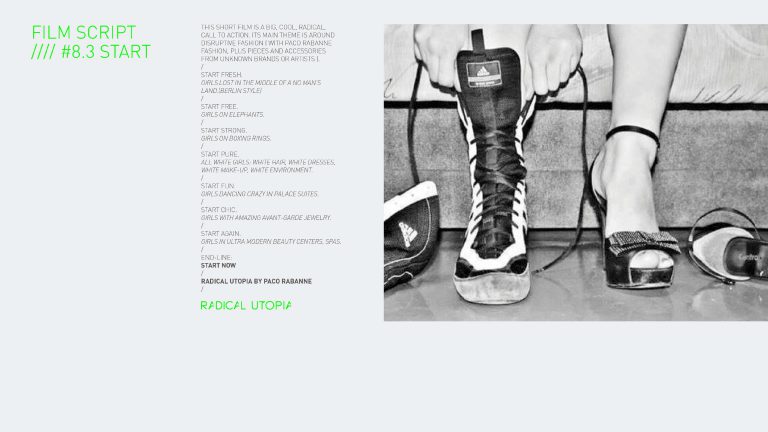 FILM SCRIPT
//// #8.3 START
THIS SHORT FILM IS A BIG, COOL, RADICAL,
CALL TO ACTION. ITS MAIN THEME IS AROUND
DISRUPTIVE FASHION ( WITH PACO RABANNE
FASHION, PLUS PIECES AND ACCESSORIES
FROM UNKNOWN BRANDS OR ARTISTS ).
/
START FRESH.
GIRLS LOST IN THE MIDDLE OF A NO MAN'S
LAND.(BERLIN STYLE)
/
START FREE.
GIRLS ON ELEPHANTS.
/
START STRONG.
GIRLS ON BOXING RINGS.
/
START PURE.
ALL WHITE GIRLS: WHITE HAIR, WHITE DRESSES,
WHITE MAKE-UP, WHITE ENVIRONMENT.
/
START FUN.
GIRLS DANCING CRAZY IN PALACE SUITES.
/
START CHIC.
GIRLS WITH AMAZING AVANT-GARDE JEWELRY.
/
START AGAIN.
GIRLS IN ULTRA MODERN BEAUTY CENTERS, SPAS.
/
END-LINE:
START NOW
/
RADICAL UTOPIA BY PACO RABANNE
/
RADICAL UTOPIA